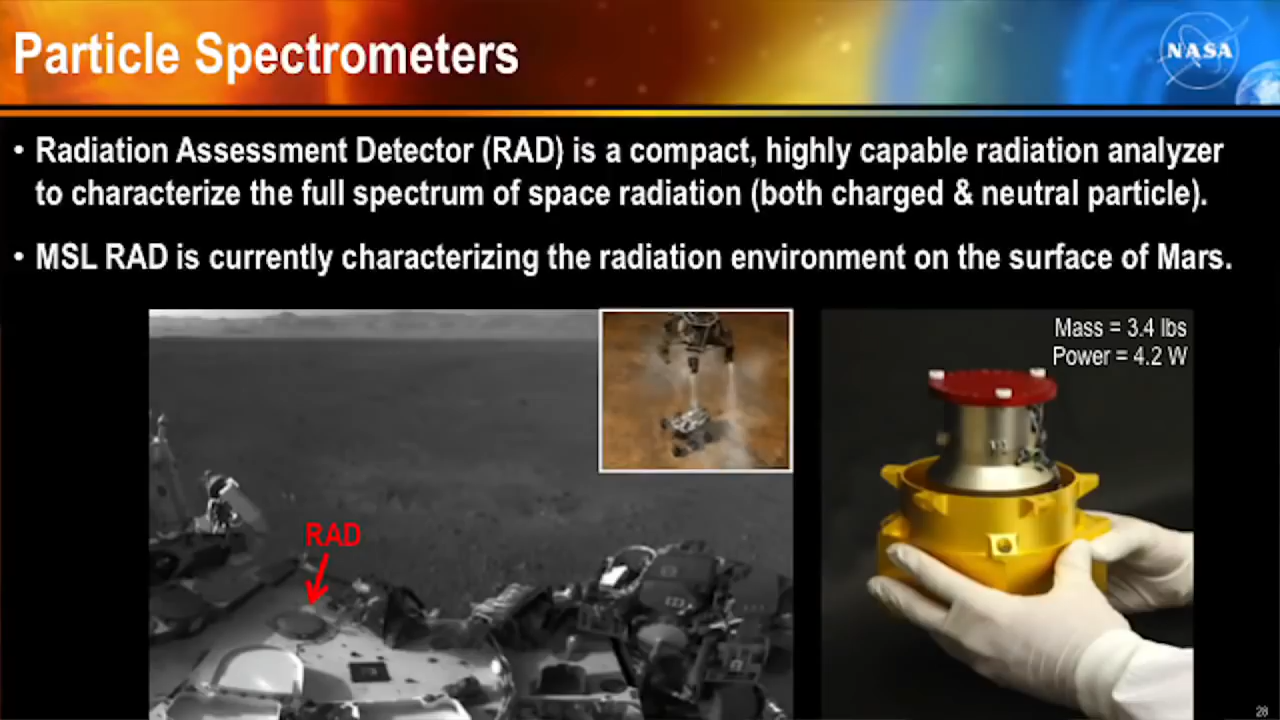 Particle Spectrometers
NASA
• Radiation Assessment Detector (RAD) is a compact, highly capable radiation analyzer
to characterize the full spectrum of space radiation (both charged & neutral particle).
• MSL RAD is currently characterizing the radiation environment on the surface of Mars.
Mass = 3.4 lbs
Power = 4.2 W
RAD
28